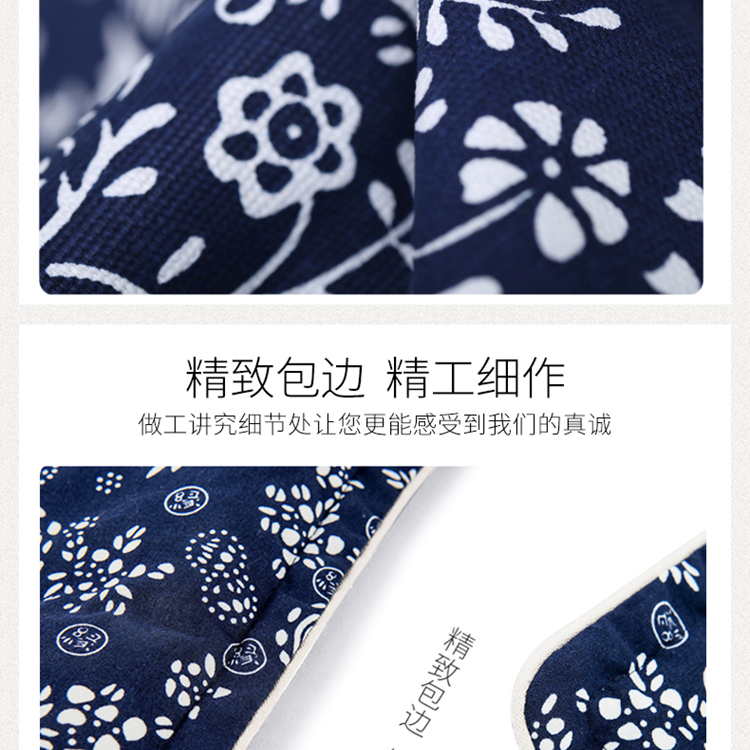 精致包边 精工细作
做工讲究细节处让您更能感受到我们的真诚
精致包边